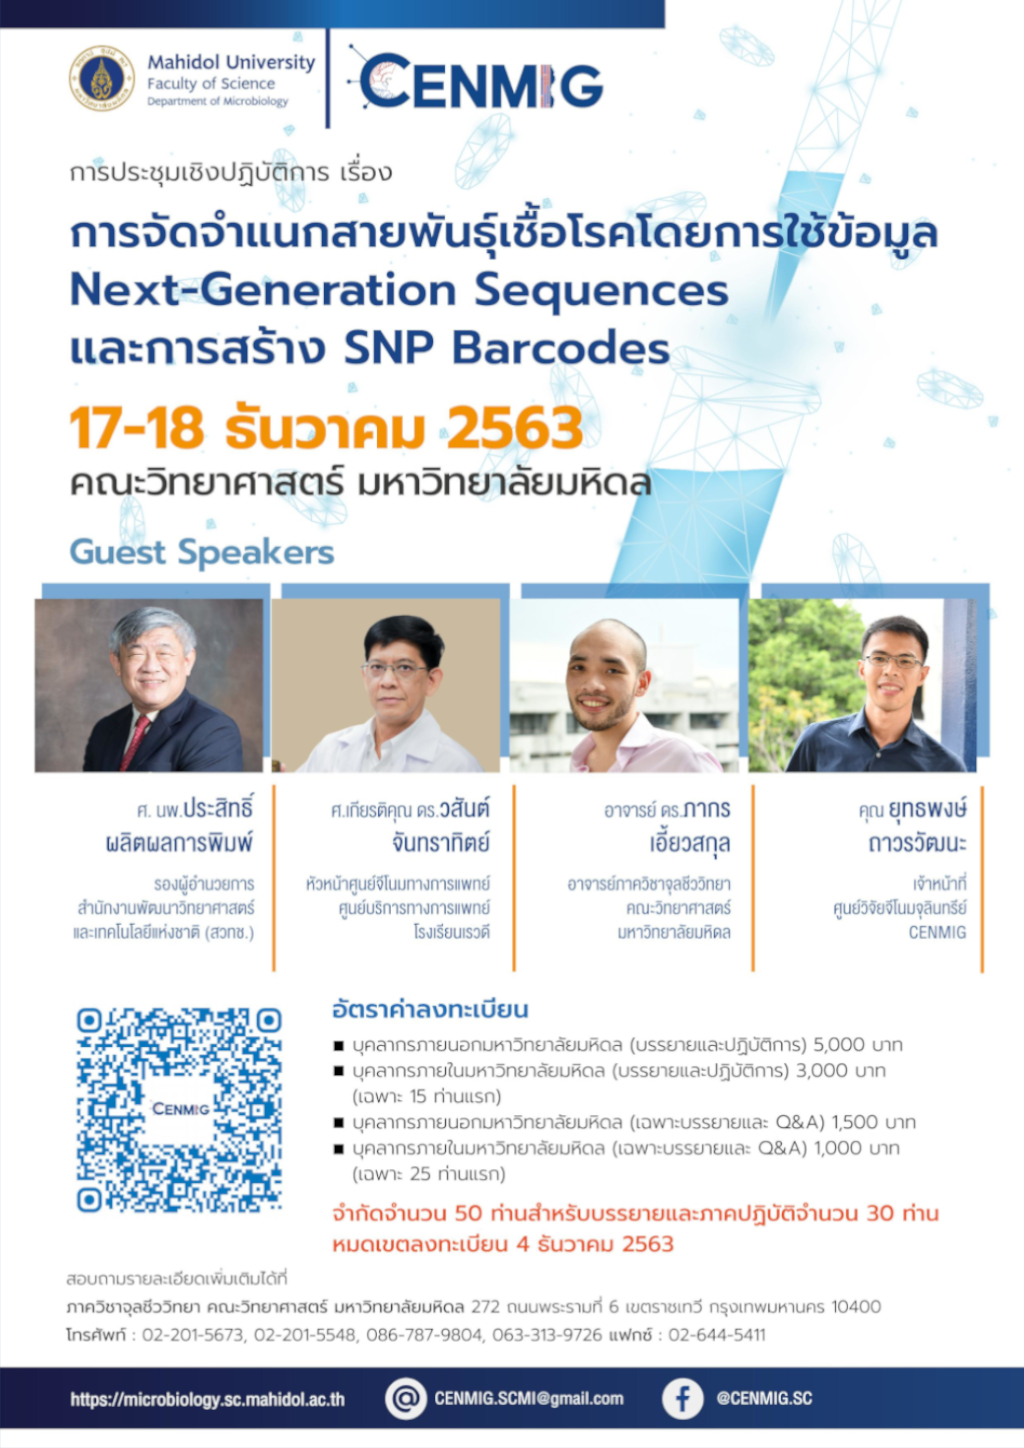 Mahidol University
Faculty of Science
Department of Microbiology
CENMIG
การประชุมเชิงปฏิบัติการ เรื่อง
การจัดจำแนกสายพันธุ์เชื้อโรคโดยการใช้ข้อมูล
Next-Generation Sequences
และการสร้าง SNP Barcodes
17-18 ธันวาคม 2563
คณะวิทยาศาสตร์ มหาวิทยาลัยมหิดล
Guest Speakers
ศ. นพ.ประสิทธิ์
ผลิตผลการพิมพ์
รองผู้อำนวยการ
สำนักงานพัฒนาวิทยาศาสตร์
และเทคโนโลยีแห่งชาติ (สวทช.)
ศ.เกียรติคุณ ดร.วสันต์
จันทราทิตย์
หัวหน้าศูนย์จีโนมทางการแพทย์
ศูนย์บริการทางการแพทย์
โรงเรียนเรวดี
อาจารย์ ดร.ภากร
เอี้ยวสกุล
อาจารย์ภาควิชาจุลชีววิทยา
คณะวิทยาศาสตร์
มหาวิทยาลัยมหิดล
คุณ ยุทธพงษ์
ถาวรวัฒนะ
เจ้าหน้าที่
ศูนย์วิจัยจีโนมจุลินทรีย์
CENMIG
CENMIG
อัตราค่าลงทะเบียน
■ บุคลากรภายนอกมหาวิทยาลัยมหิดล (บรรยายและปฏิบัติการ) 5,000 บาท
■ บุคลากรภายในมหาวิทยาลัยมหิดล (บรรยายและปฏิบัติการ) 3,000 บาท
(เฉพาะ 15 ท่านแรก)
■ บุคลากรภายนอกมหาวิทยาลัยมหิดล (เฉพาะบรรยายและ Q&A) 1,500 บาท
■ บุคลากรภายในมหาวิทยาลัยมหิดล (เฉพาะบรรยายและ Q&A) 1,000 บาท
(เฉพาะ 25 ท่านแรก)
จำกัดจำนวน 50 ท่านสำหรับบรรยายและภาคปฏิบัติจำนวน 30 ท่าน
หมดเขตลงทะเบียน 4 ธันวาคม 2563
สอบถามรายละเอียดเพิ่มเติมได้ที่
ภาควิชาจุลชีววิทยา คณะวิทยาศาสตร์ มหาวิทยาลัยมหิดล 272 ถนนพระรามที่ 6 เขตราชเทวี กรุงเทพมหานคร 10400
โทรศัพท์ : 02-201-5673, 02-201-5548, 086-787-9804, 063-313-9726 แฟกซ์ : 02-644-5411
https://microbiology.sc.mahidol.ac.th
CENMIG.SCMI@gmail.com
@CENMIG.SC